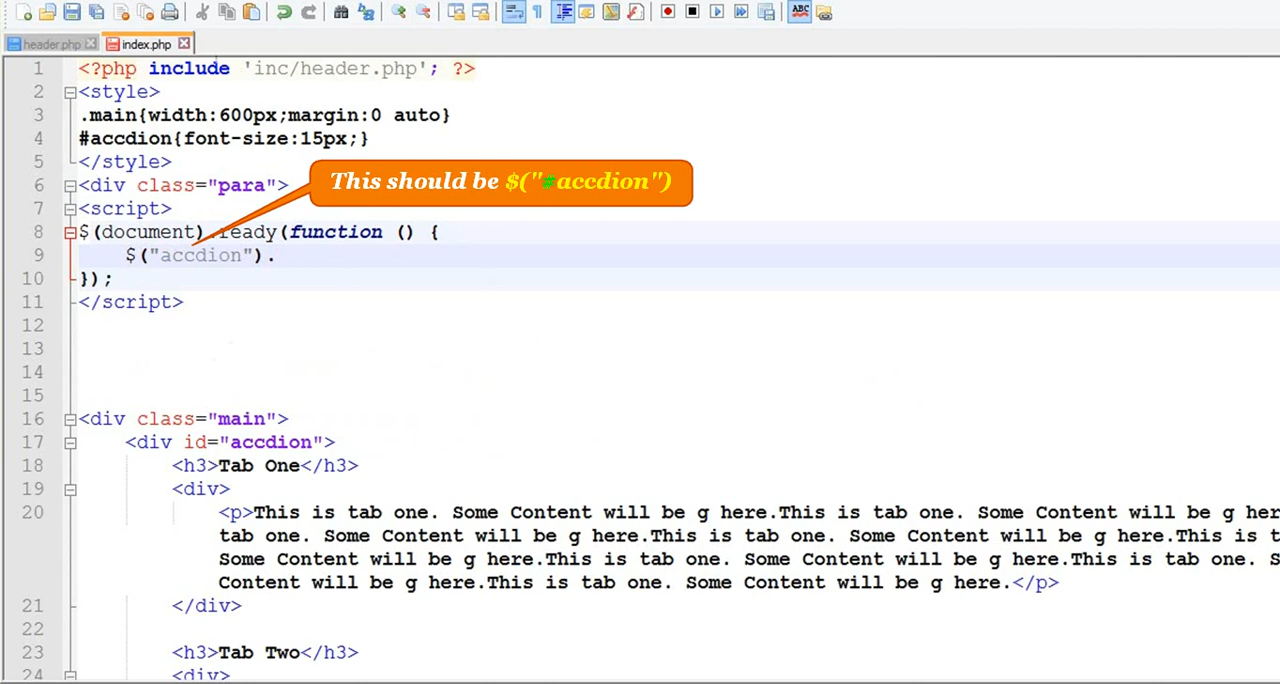 ABC
header.php index.php
1 <?php include 'inc/header.php'; ?>
2 <style>
3 .main{width:600px;margin:0 auto}
4 #accdion{font-size:15px;}
5 </style>
This should be $("#accdion")
6 <div class="para">
7 <script>
8 $(document).ready(function () {
9 $("accdion").
10 });
11 </script>
12
13
14
15
16 <div class="main">
17 <div id="accdion">
18 <h3>Tab One</h3>
19 <div>
20 <p>This is tab one. Some Content will be g here.This is tab one. Some Content will be g her
tab one. Some Content will be g here.This is tab one. Some Content will be g here.This is t
Some Content will be g here.This is tab one. Some Content will be g here.This is tab one. S
Content will be g here.This is tab one. Some Content will be g here.</p>
21 </div>
22
23 <h3>Tab Two</h3>
24 <div>